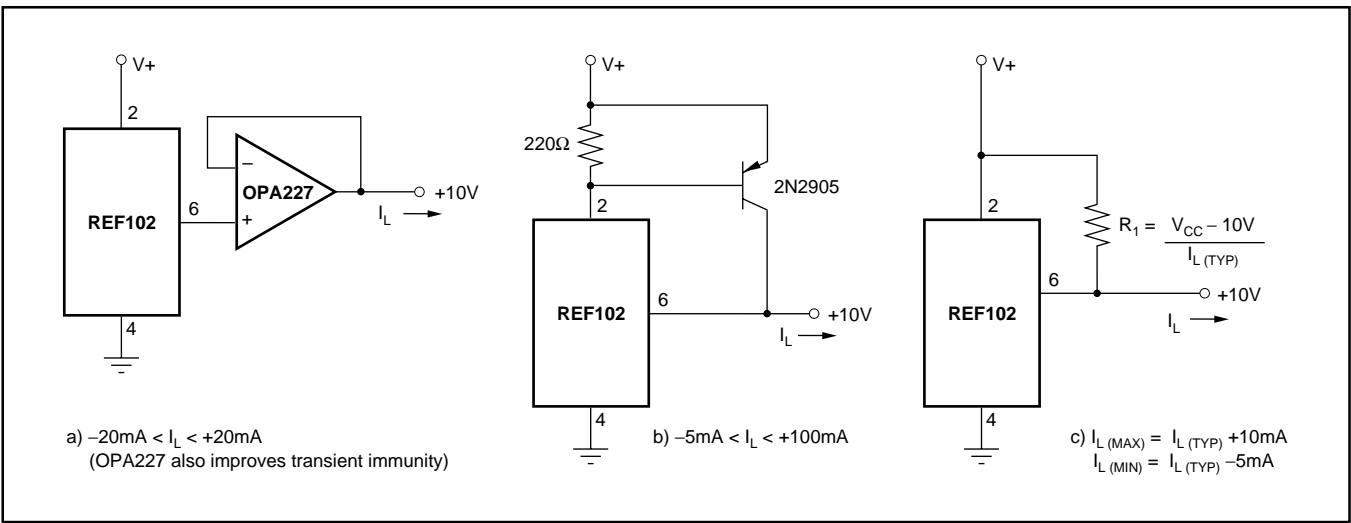 V+
2
REF102
6
4
−
+
OPA227
+10V
I_L
a) –20mA < I_L < +20mA
(OPA227 also improves transient immunity)
V+
220Ω
2N2905
2
REF102
6
+10V
I_L
4
b) –5mA < I_L < +100mA
V+
2
R_1 = V_CC – 10V
I_L (TYP)
REF102
6
+10V
I_L
4
c) I_L (MAX) = I_L (TYP) +10mA
I_L (MIN) = I_L (TYP) –5mA